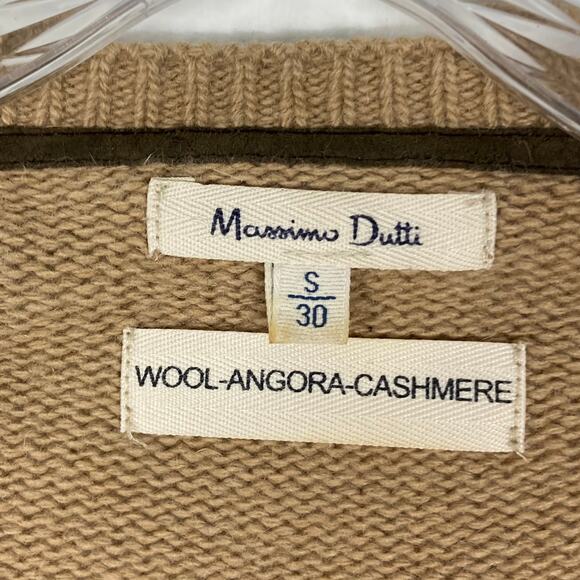 Massimo Dutti
S
30
WOOL-ANGORA-CASHMERE